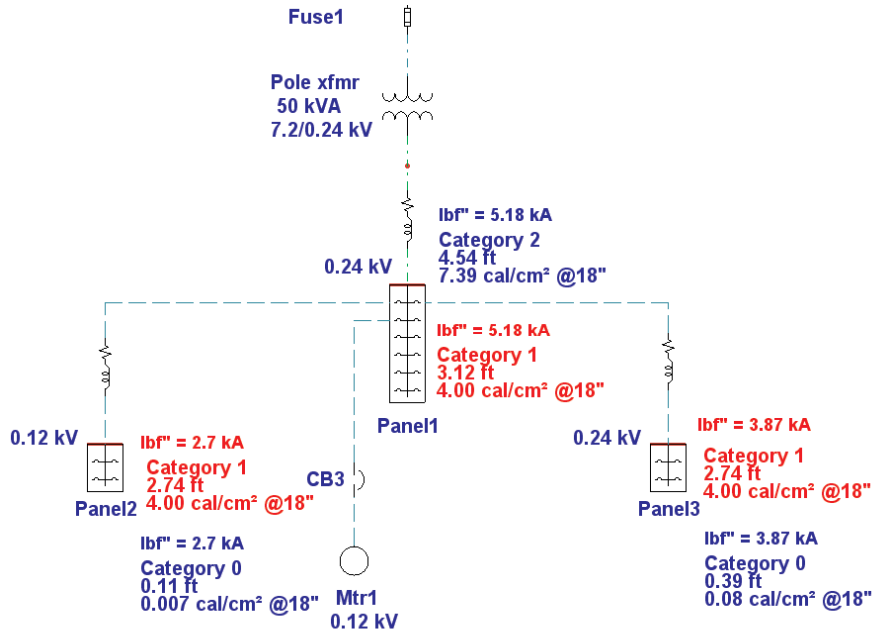 Fuse1
Pole xfmr
50 kVA
7.2/0.24 kV
Ibf" = 5.18 kA
Category 2
4.54 ft
7.39 cal/cm² @18"
0.24 kV
Ibf" = 5.18 kA
Category 1
3.12 ft
4.00 cal/cm² @18"
Panel1
0.12 kV
Ibf" = 2.7 kA
Category 1
2.74 ft
4.00 cal/cm² @18"
Panel2
Ibf" = 2.7 kA
Category 0
0.11 ft
0.007 cal/cm² @18"
CB3
Mtr1
0.12 kV
0.24 kV
Ibf" = 3.87 kA
Category 1
2.74 ft
4.00 cal/cm² @18"
Panel3
Ibf" = 3.87 kA
Category 0
0.39 ft
0.08 cal/cm² @18"